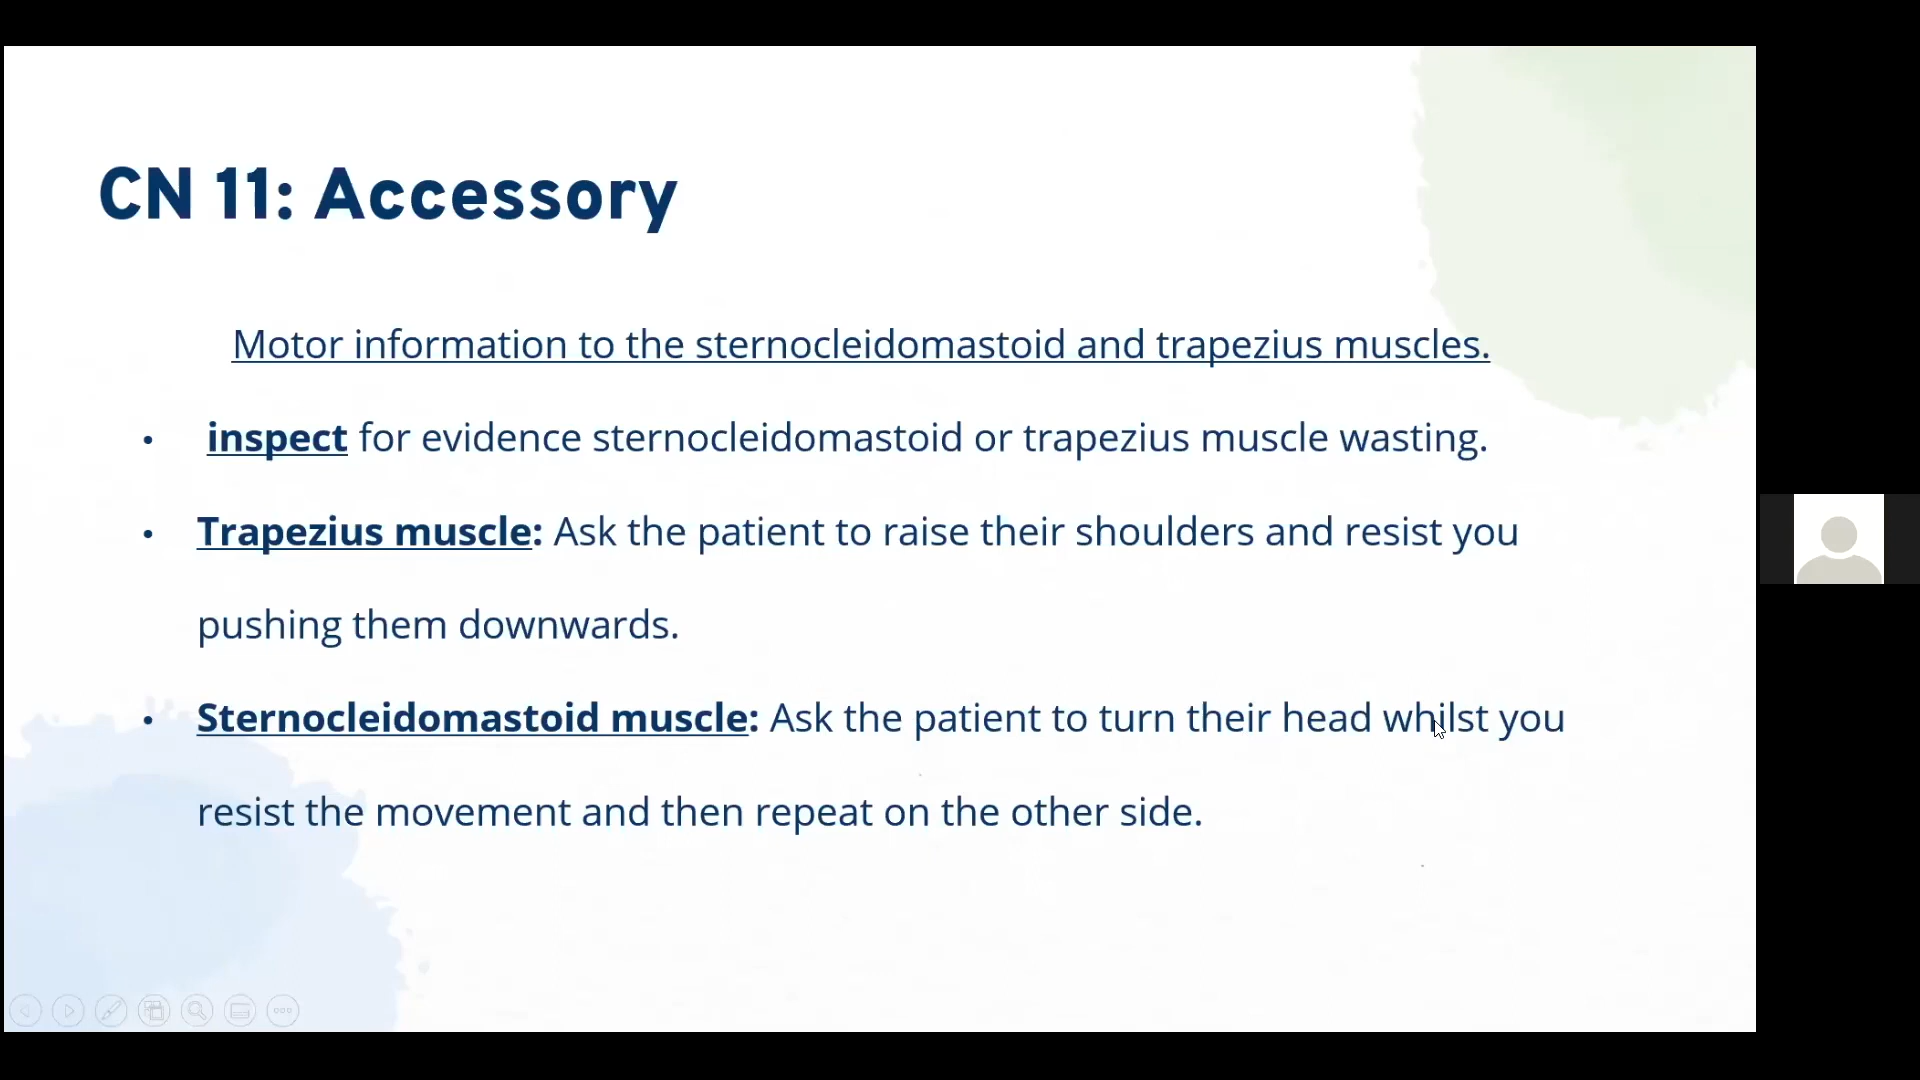 CN 11: Accessory
Motor information to the sternocleidomastoid and trapezius muscles.
• inspect for evidence sternocleidomastoid or trapezius muscle wasting.
• Trapezius muscle: Ask the patient to raise their shoulders and resist you
pushing them downwards.
• Sternocleidomastoid muscle: Ask the patient to turn their head whilst you
resist the movement and then repeat on the other side.